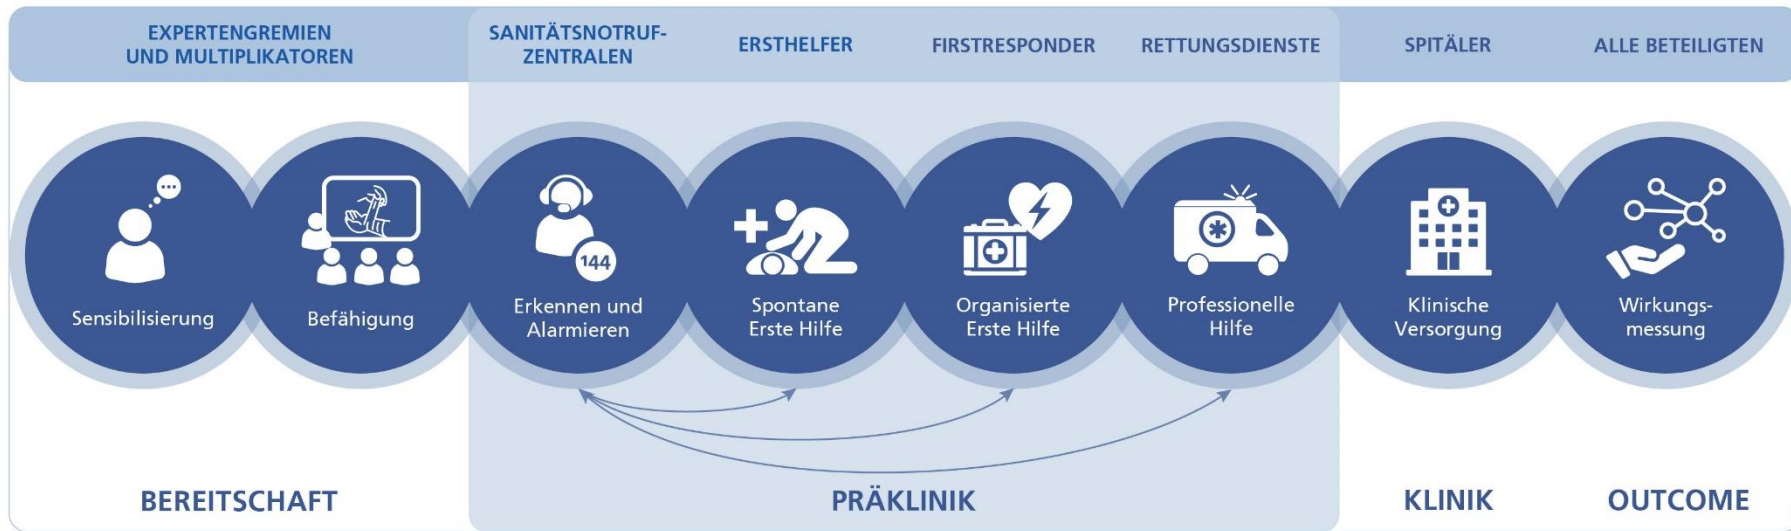 EXPERTENGREMIEN
UND MULTIPLIKATOREN
SANITÄTSNOTRUF-
ZENTRALEN
ERSTHELFER
FIRSTRESPONDER
RETTUNGSDIENSTE
SPITÄLER
ALLE BETEILIGTEN
Sensibilisierung
Befähigung
144
Erkennen und
Alarmieren
Spontane
Erste Hilfe
Organisierte
Erste Hilfe
Professionelle
Hilfe
Klinische
Versorgung
Wirkungs-
messung
BEREITSCHAFT
PRÄKLINIK
KLINIK
OUTCOME